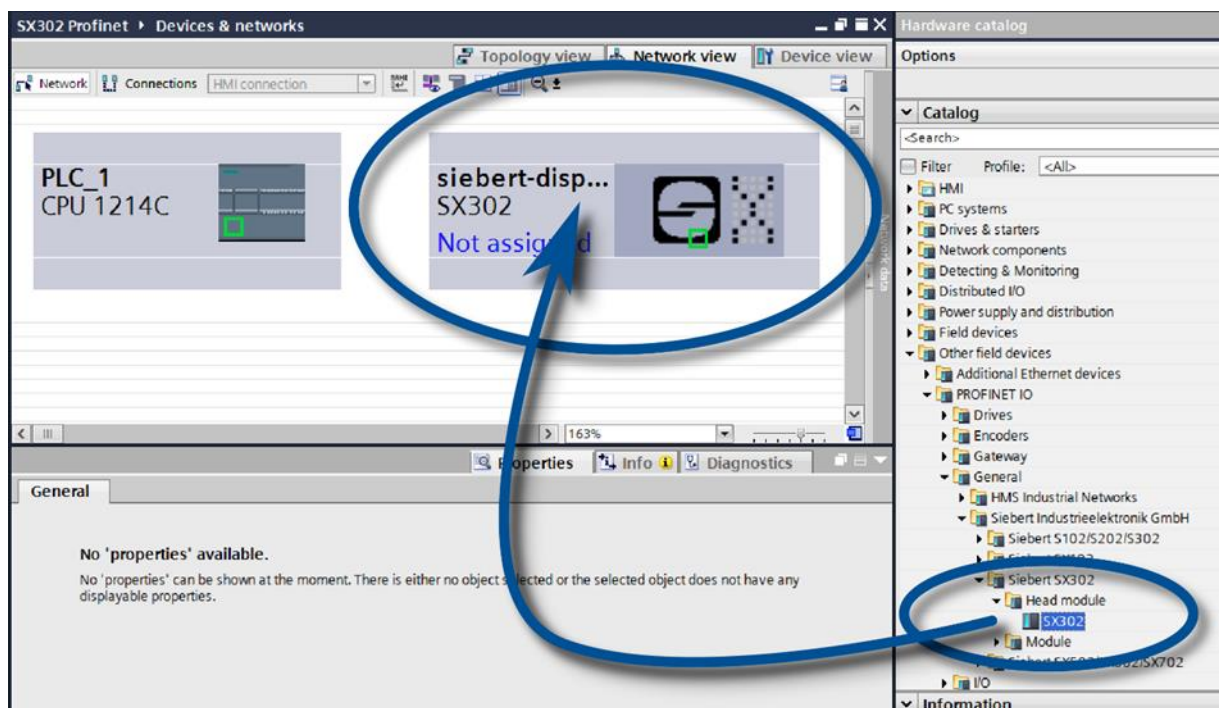 SX302 Profinet ▸ Devices & networks
Topology view Network view Device view
Network Connections HMI connection
PLC_1
CPU 1214C
siebert-disp...
SX302
Not assigned
Network data
163%
Properties Info Diagnostics
General
No 'properties' available.
No 'properties' can be shown at the moment. There is either no object selected or the selected object does not have any
displayable properties.
Hardware catalog
Options
Catalog
<Search>
Filter Profile: <All>
HMI
PC systems
Drives & starters
Network components
Detecting & Monitoring
Distributed I/O
Power supply and distribution
Field devices
Other field devices
Additional Ethernet devices
PROFINET IO
Drives
Encoders
Gateway
General
HMS Industrial Networks
Siebert Industrieelektronik GmbH
Siebert S102/S202/S302
Siebert SX302
Head module
SX302
Module
I/O
Information